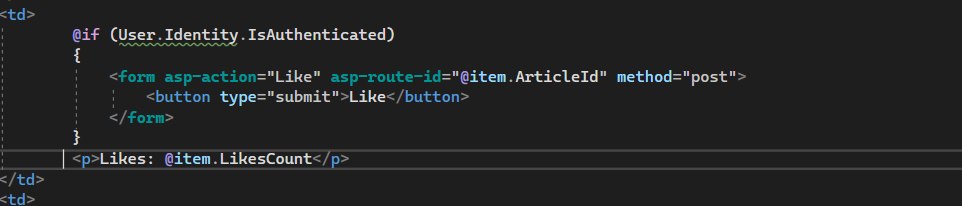 <td>
@if (User.Identity.IsAuthenticated)
{
<form asp-action="Like" asp-route-id="@item.ArticleId" method="post">
<button type="submit">Like</button>
</form>
}
<p>Likes: @item.LikesCount</p>
</td>
<td>